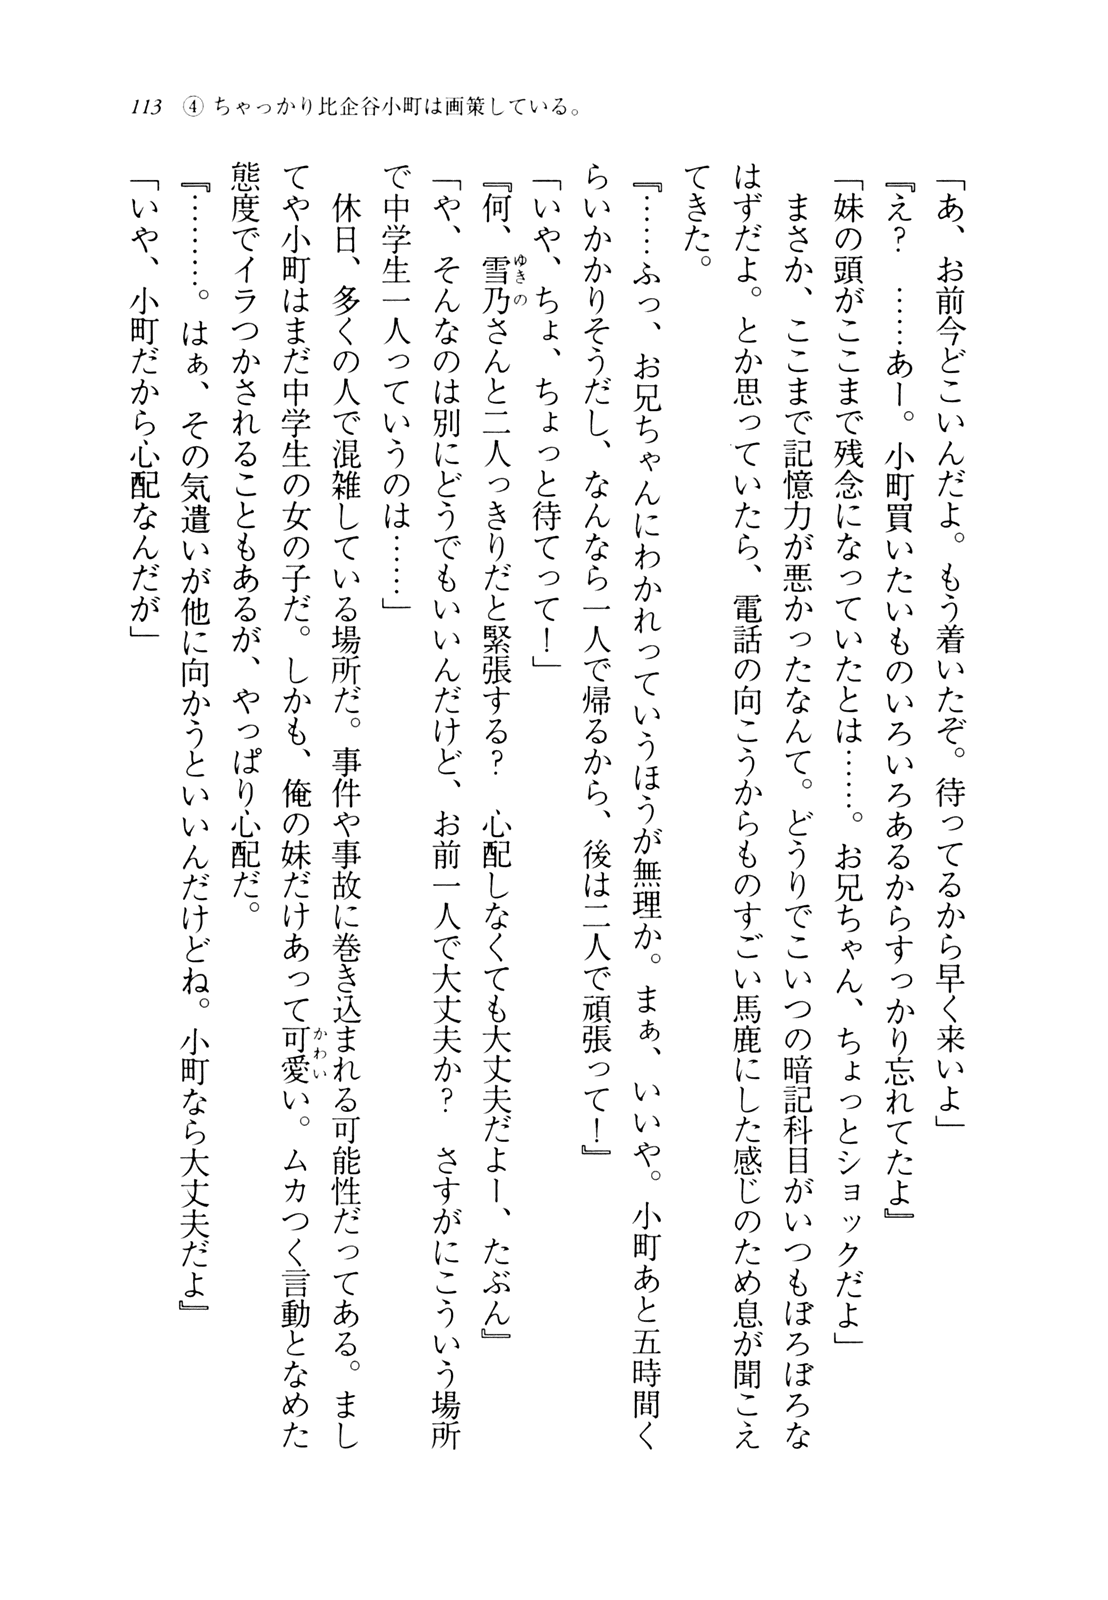 113　④ ちゃっかり比企谷小町は画策している。
「あ、お前今どこいんだよ。もう着いたぞ。待ってるから早く来いよ」
『え？　……あー。小町買いたいものいろいろあるからすっかり忘れてたよ』
「妹の頭がここまで残念になっていたとは……。お兄ちゃん、ちょっとショックだよ」
　まさか、ここまで記憶力が悪かったなんて。どうりでこいつの暗記科目がいつもぼろぼろな
はずだよ。とか思っていたら、電話の向こうからものすごい馬鹿にした感じのため息が聞こえ
てきた。
『……ふっ、お兄ちゃんにわかれっていうほうが無理か。まぁ、いいや。小町あと五時間く
らいかかりそうだし、なんなら一人で帰るから、後は二人で頑張って！』
「いや、ちょ、ちょっと待てって！」
『何、雪乃さんと二人っきりだと緊張する？　心配しなくても大丈夫だよー、たぶん』
「や、そんなのは別にどうでもいいんだけど、お前一人で大丈夫か？　さすがにこういう場所
で中学生一人っていうのは……」
　休日、多くの人で混雑している場所だ。事件や事故に巻き込まれる可能性だってある。まし
てや小町はまだ中学生の女の子だ。しかも、俺の妹だけあって可愛い。ムカつく言動となめた
態度でイラつかされることもあるが、やっぱり心配だ。
『………。はぁ、その気遣いが他に向かうといいんだけどね。小町なら大丈夫だよ』
「いや、小町だから心配なんだが」